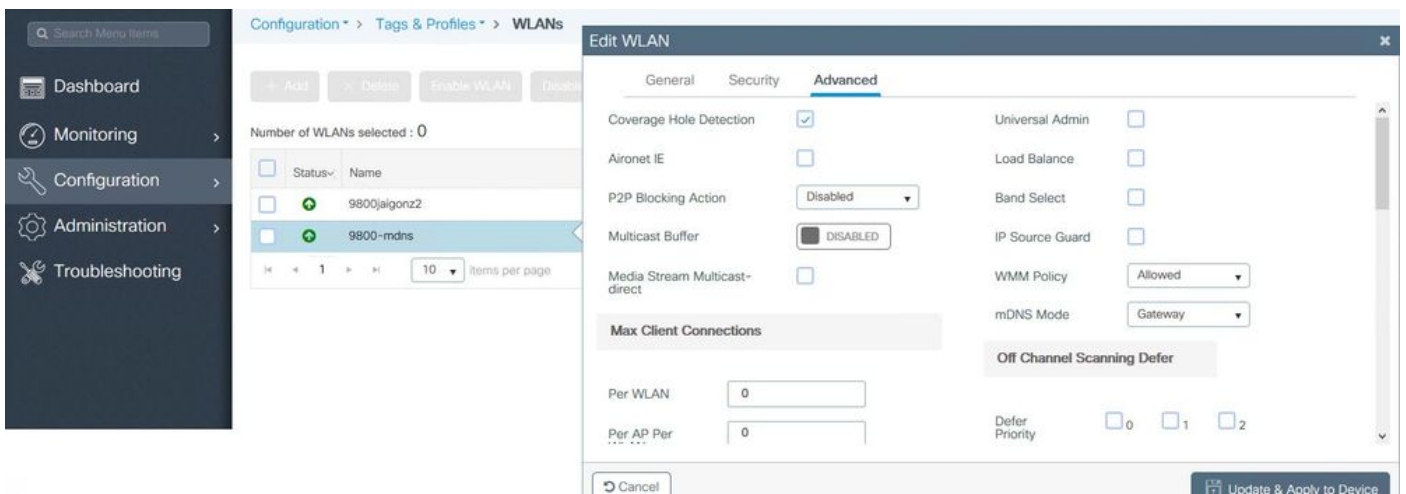 Search Menu Items
Dashboard
Monitoring
Configuration
Administration
Troubleshooting
Configuration > Tags & Profiles > WLANs
+ Add × Delete Enable WLAN
Number of WLANs selected : 0
Status Name
9800jaigonz2
9800-mdns
1 10 items per page
Edit WLAN
General Security Advanced
Coverage Hole Detection
Aironet IE
P2P Blocking Action Disabled
Multicast Buffer DISABLED
Media Stream Multicast-
direct
Max Client Connections
Per WLAN 0
Per AP Per 0
Universal Admin
Load Balance
Band Select
IP Source Guard
WMM Policy Allowed
mDNS Mode Gateway
Off Channel Scanning Defer
Defer
Priority 0 1 2
Cancel
Update & Apply to Device